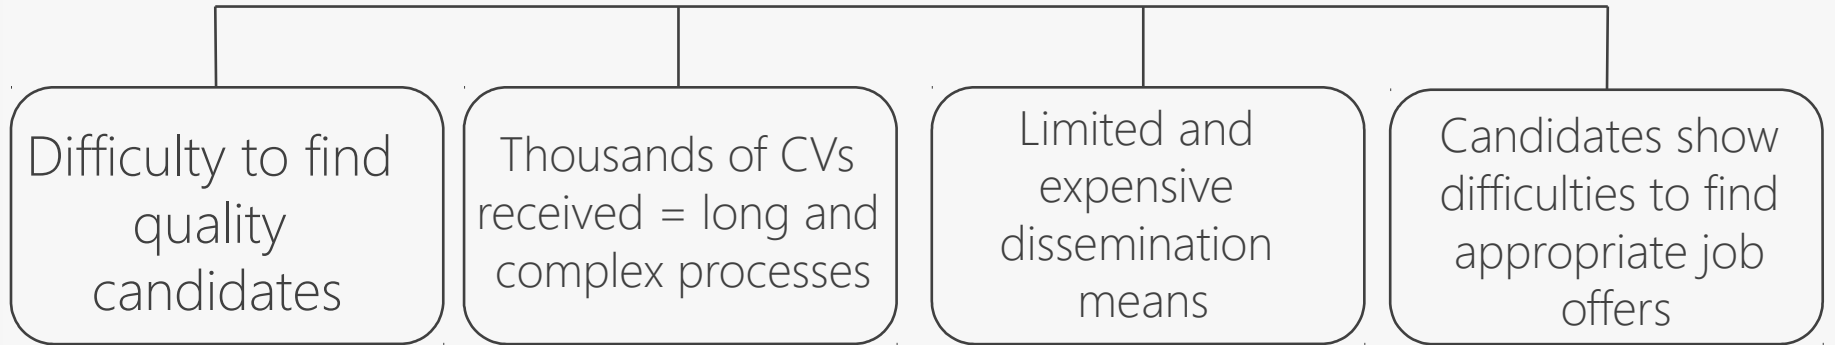 Difficulty to find
quality
candidates
Thousands of CVs
received = long and
complex processes
Limited and
expensive
dissemination
means
Candidates show
difficulties to find
appropriate job
offers